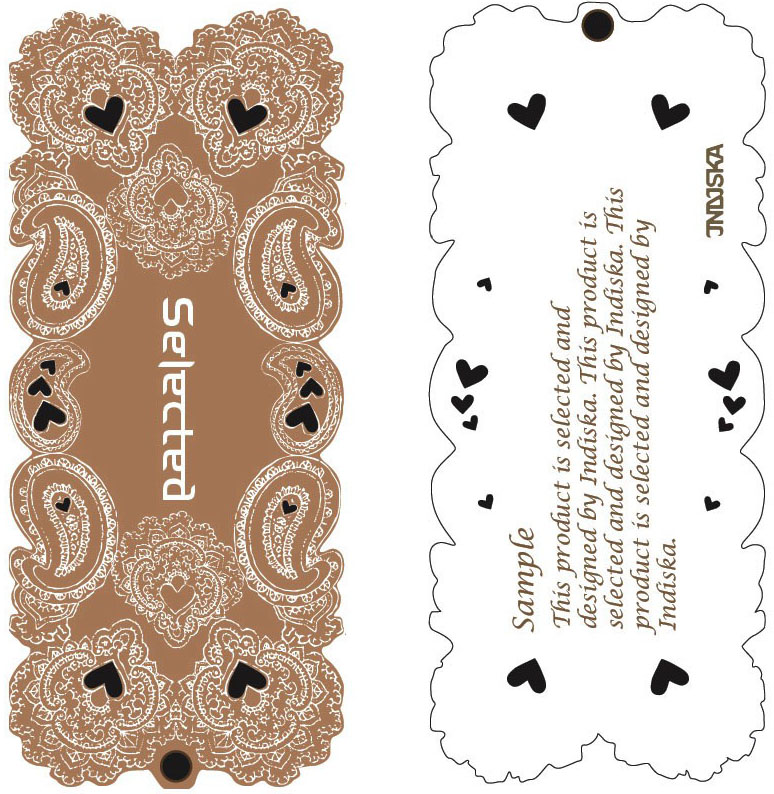 Selected
Sample
This product is selected and
designed by Indiska. This product is
selected and designed by Indiska. This
product is selected and designed by
Indiska.
INDISKA